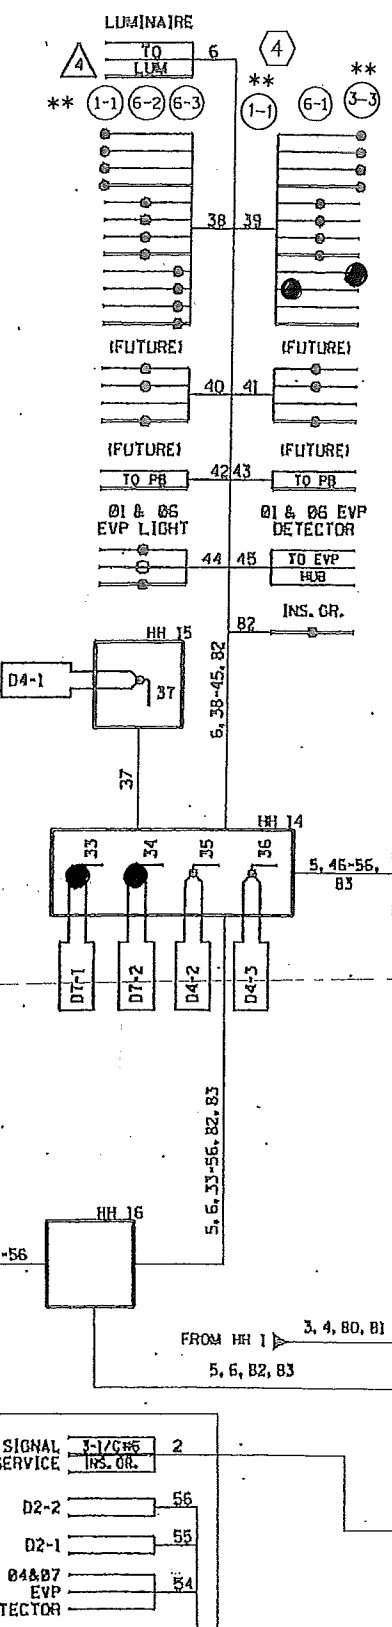 LUMINAIRE
TO
LUM
6
4
4
** 1-1 6-2 6-3
** 1-1 6-1 ** 3-3
38 39
(FUTURE) (FUTURE)
40 41
(FUTURE) (FUTURE)
TO PB 42 43 TO PB
01 & 06
EVP LIGHT
01 & 06 EVP
DETECTOR
44 45
TO EVP
HUB
82 INS. GR.
HH 15
D4-1
37
6, 38-45, 82
37
HH 14
33 34 35 36
5, 46-56,
83
D7-1 D7-2 D4-2 D4-3
5, 6, 33-56, 82, 83
HH 16
-56
FROM HH 1
3, 4, 80, 81
5, 6, 82, 83
SIGNAL
SERVICE
3-1/C#6
INS. GR.
2
D2-2 56
D2-1 55
04&07
EVP
TECTOR
54